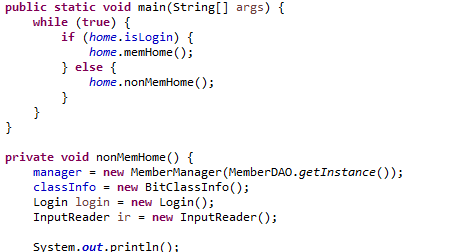 public static void main(String[] args) {
while (true) {
if (home.isLogin) {
home.memHome();
} else {
home.nonMemHome();
}
}
}
private void nonMemHome() {
manager = new MemberManager(MemberDAO.getInstance());
classInfo = new BitClassInfo();
Login login = new Login();
InputReader ir = new InputReader();
System.out.println();